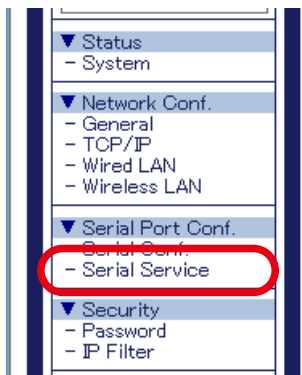 ▼ Status
- System
▼ Network Conf.
- General
- TCP/IP
- Wired LAN
- Wireless LAN
▼ Serial Port Conf.
- Serial Conf.
- Serial Service
▼ Security
- Password
- IP Filter